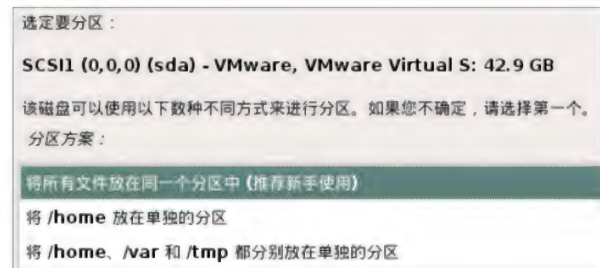 选定要分区：
SCSI1 (0,0,0) (sda) - VMware, VMware Virtual S: 42.9 GB
该磁盘可以使用以下数种不同方式来进行分区。如果您不确定，请选择第一个。
分区方案：
将所有文件放在同一个分区中 (推荐新手使用)
将 /home 放在单独的分区
将 /home、/var 和 /tmp 都分别放在单独的分区